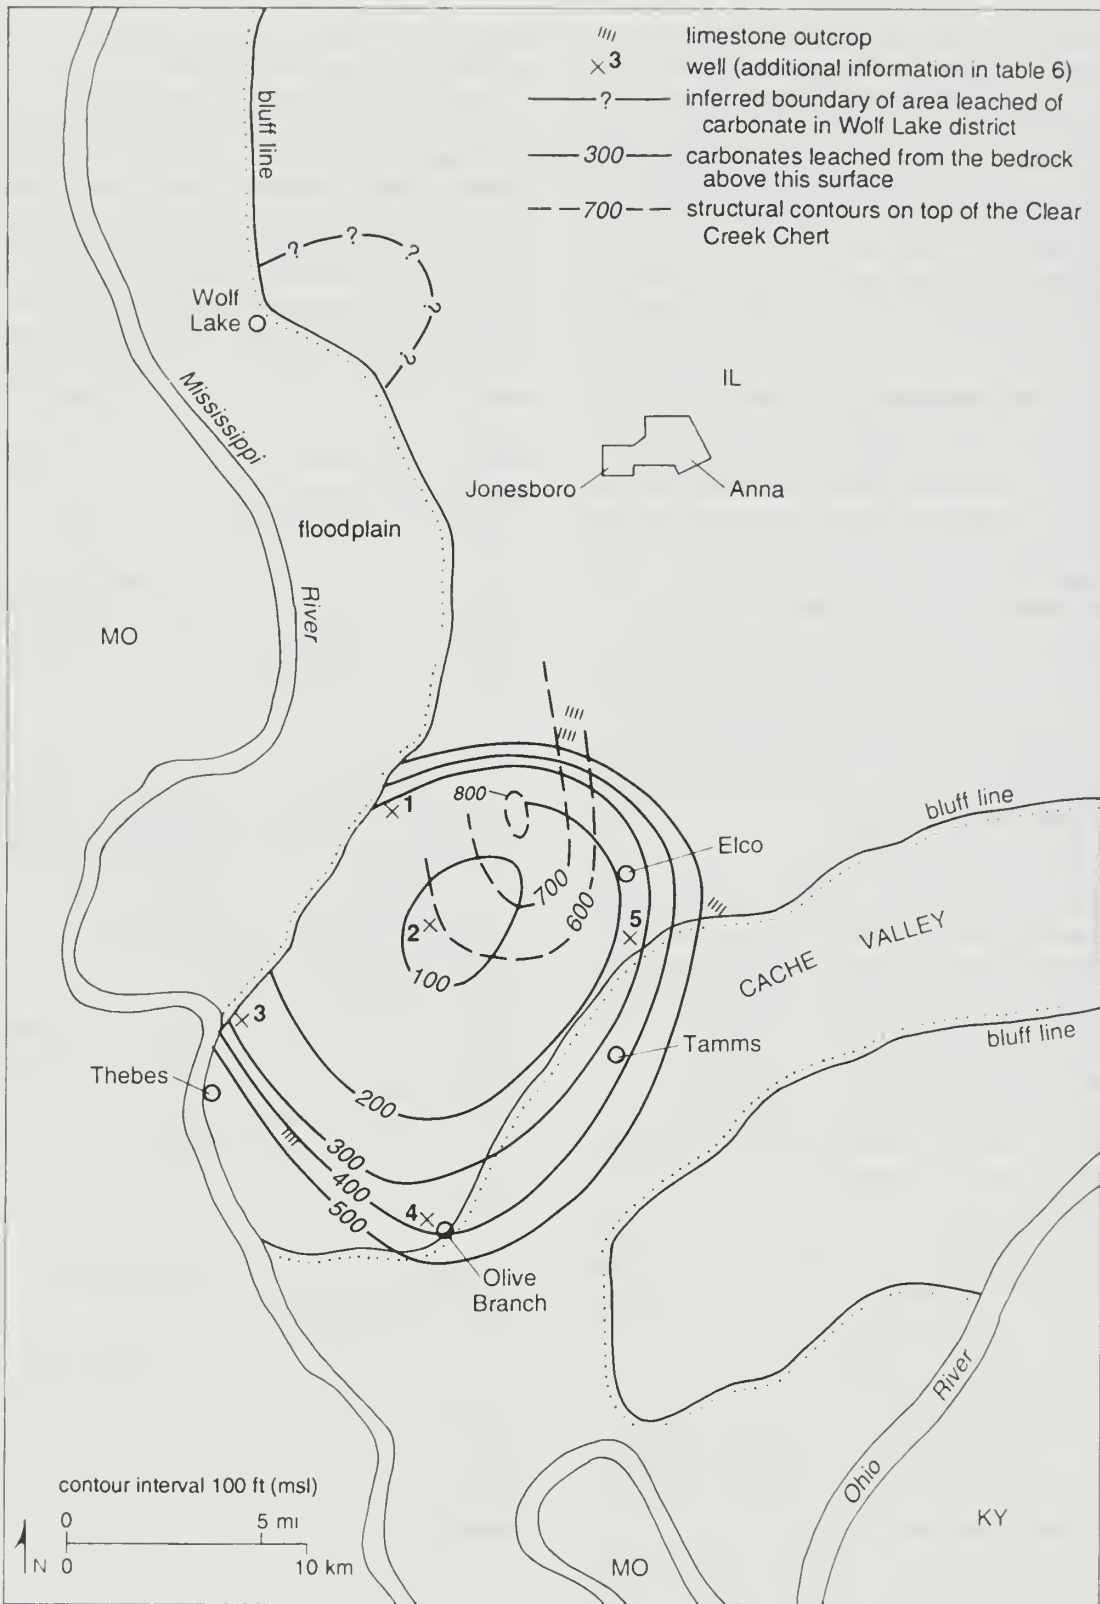 limestone outcrop
× 3 well (additional information in table 6)
? inferred boundary of area leached of
carbonate in Wolf Lake district
300 carbonates leached from the bedrock
above this surface
700 structural contours on top of the Clear
Creek Chert
bluff line
? ? ? ? ?
Wolf
Lake
Mississippi
River
IL
Jonesboro
Anna
floodplain
MO
1
800
bluff line
Elco
700
600
2
5
100
CACHE VALLEY
3
bluff line
Tamms
Thebes
200
300
400
500
4
Olive
Branch
River
Ohio
contour interval 100 ft (msl)
0 5 mi
N 0 10 km
KY
MO